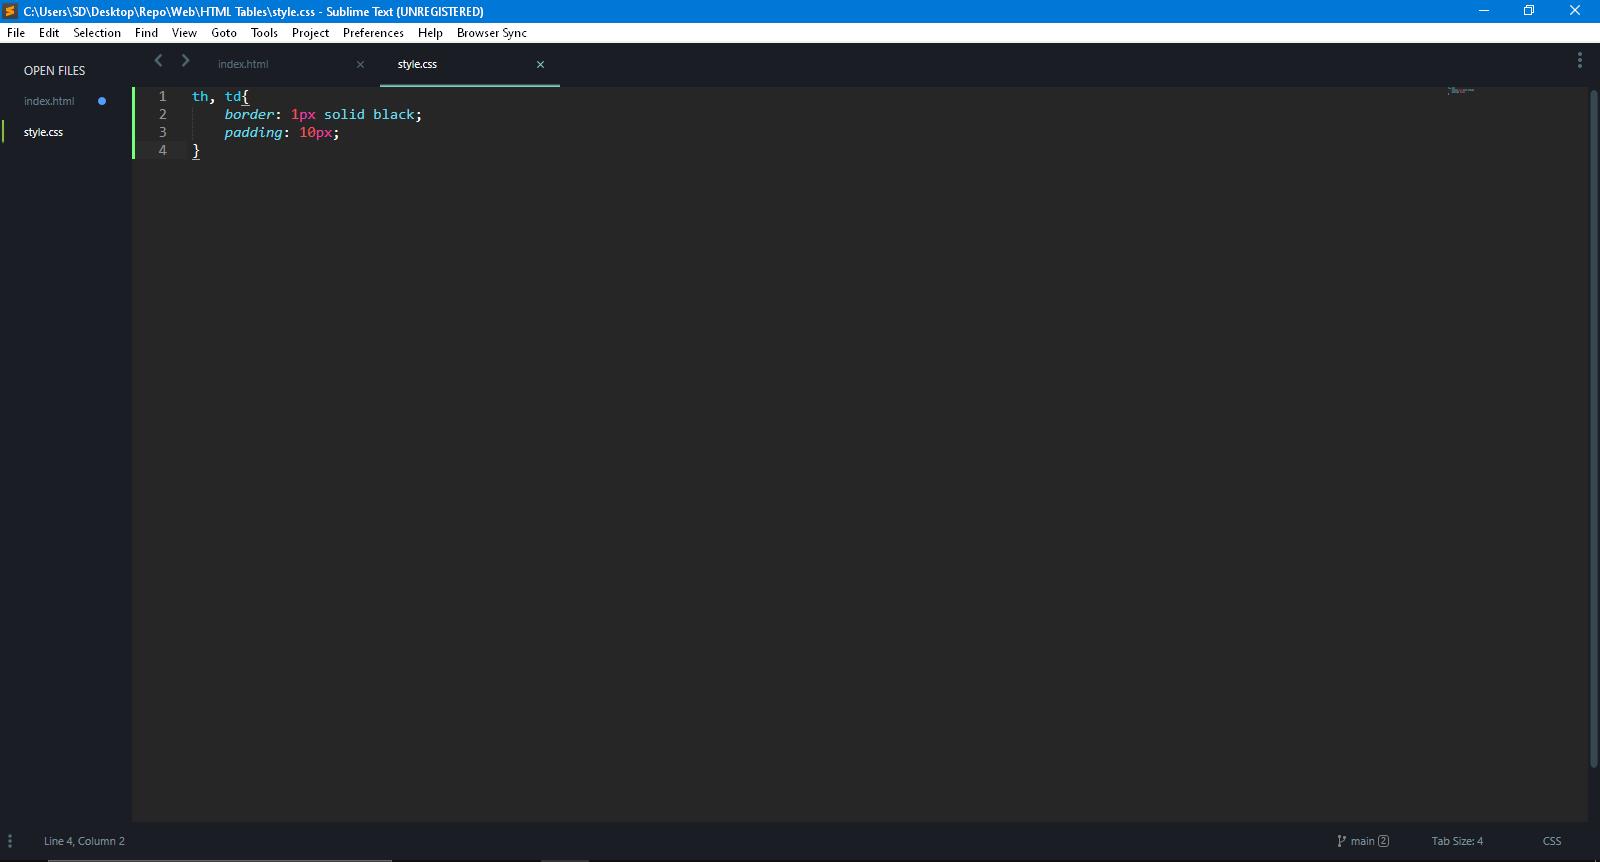 C:\Users\SD\Desktop\Repo\Web\HTML Tables\style.css - Sublime Text (UNREGISTERED)
File Edit Selection Find View Goto Tools Project Preferences Help Browser Sync
OPEN FILES
index.html
style.css
index.html
style.css
1 th, td{
2 border: 1px solid black;
3 padding: 10px;
4 }
Line 4, Column 2
main 2
Tab Size: 4
CSS